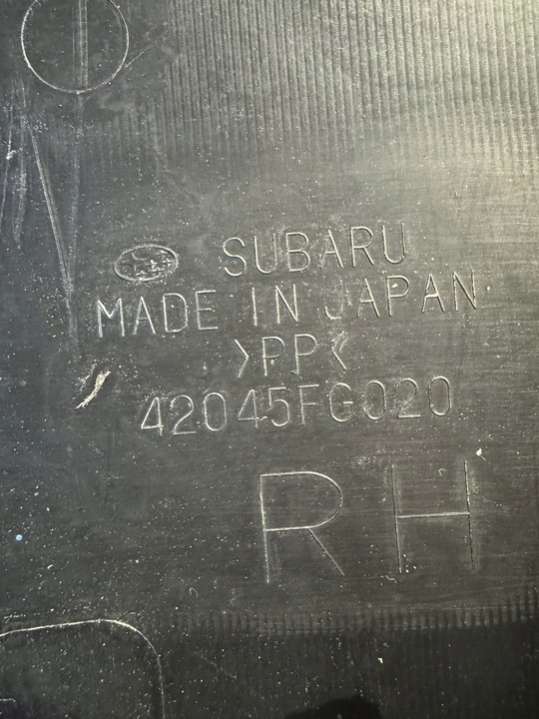 SUBARU
MADE IN JAPAN
>PP<
42045FG020
RH